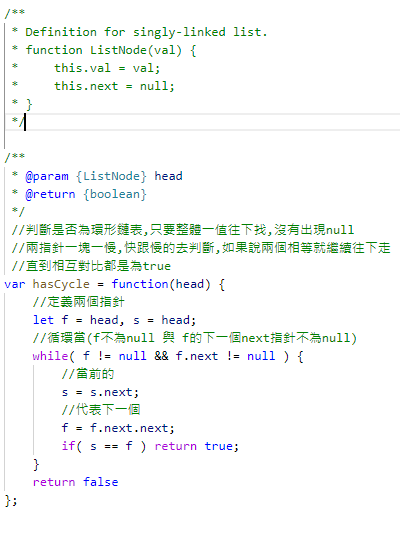 /**
 * Definition for singly-linked list.
 * function ListNode(val) {
 *     this.val = val;
 *     this.next = null;
 * }
 */
/**
 * @param {ListNode} head
 * @return {boolean}
 */
//判斷是否為環形鏈表,只要整體一值往下找,沒有出現null
//兩指針一塊一慢,快跟慢的去判斷,如果說兩個相等就繼續往下走
//直到相互對比都是為true
var hasCycle = function(head) {
    //定義兩個指針
    let f = head, s = head;
    //循環當(f不為null 與 f的下一個next指針不為null)
    while( f != null && f.next != null ) {
        //當前的
        s = s.next;
        //代表下一個
        f = f.next.next;
        if( s == f ) return true;
    }
    return false
};